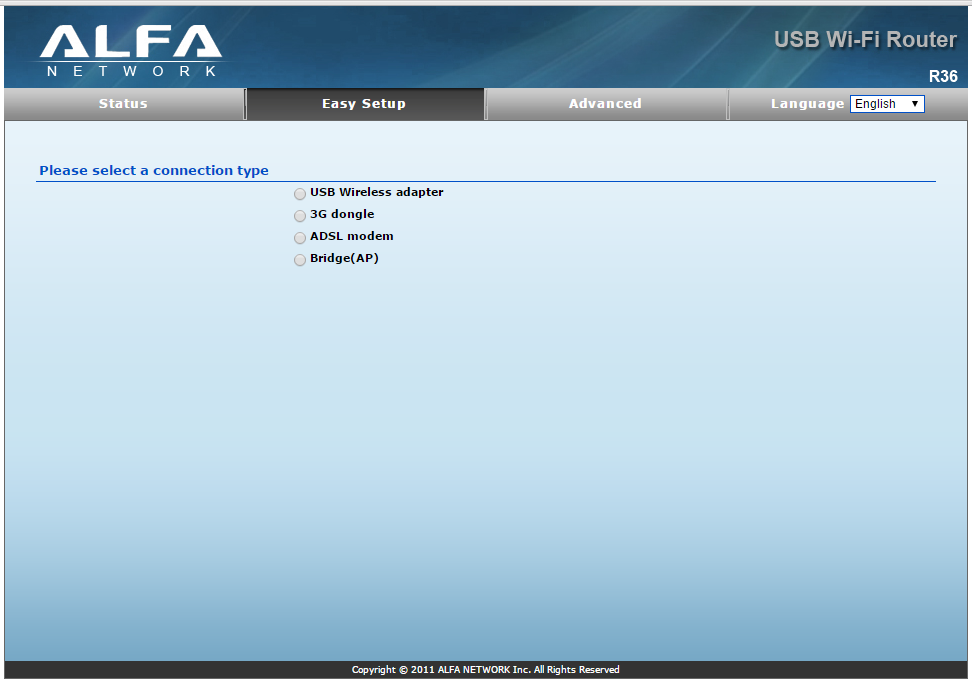 ALFA
NETWORK
USB Wi-Fi Router
R36
Status
Easy Setup
Advanced
Language English
Please select a connection type
USB Wireless adapter
3G dongle
ADSL modem
Bridge(AP)
Copyright © 2011 ALFA NETWORK Inc. All Rights Reserved